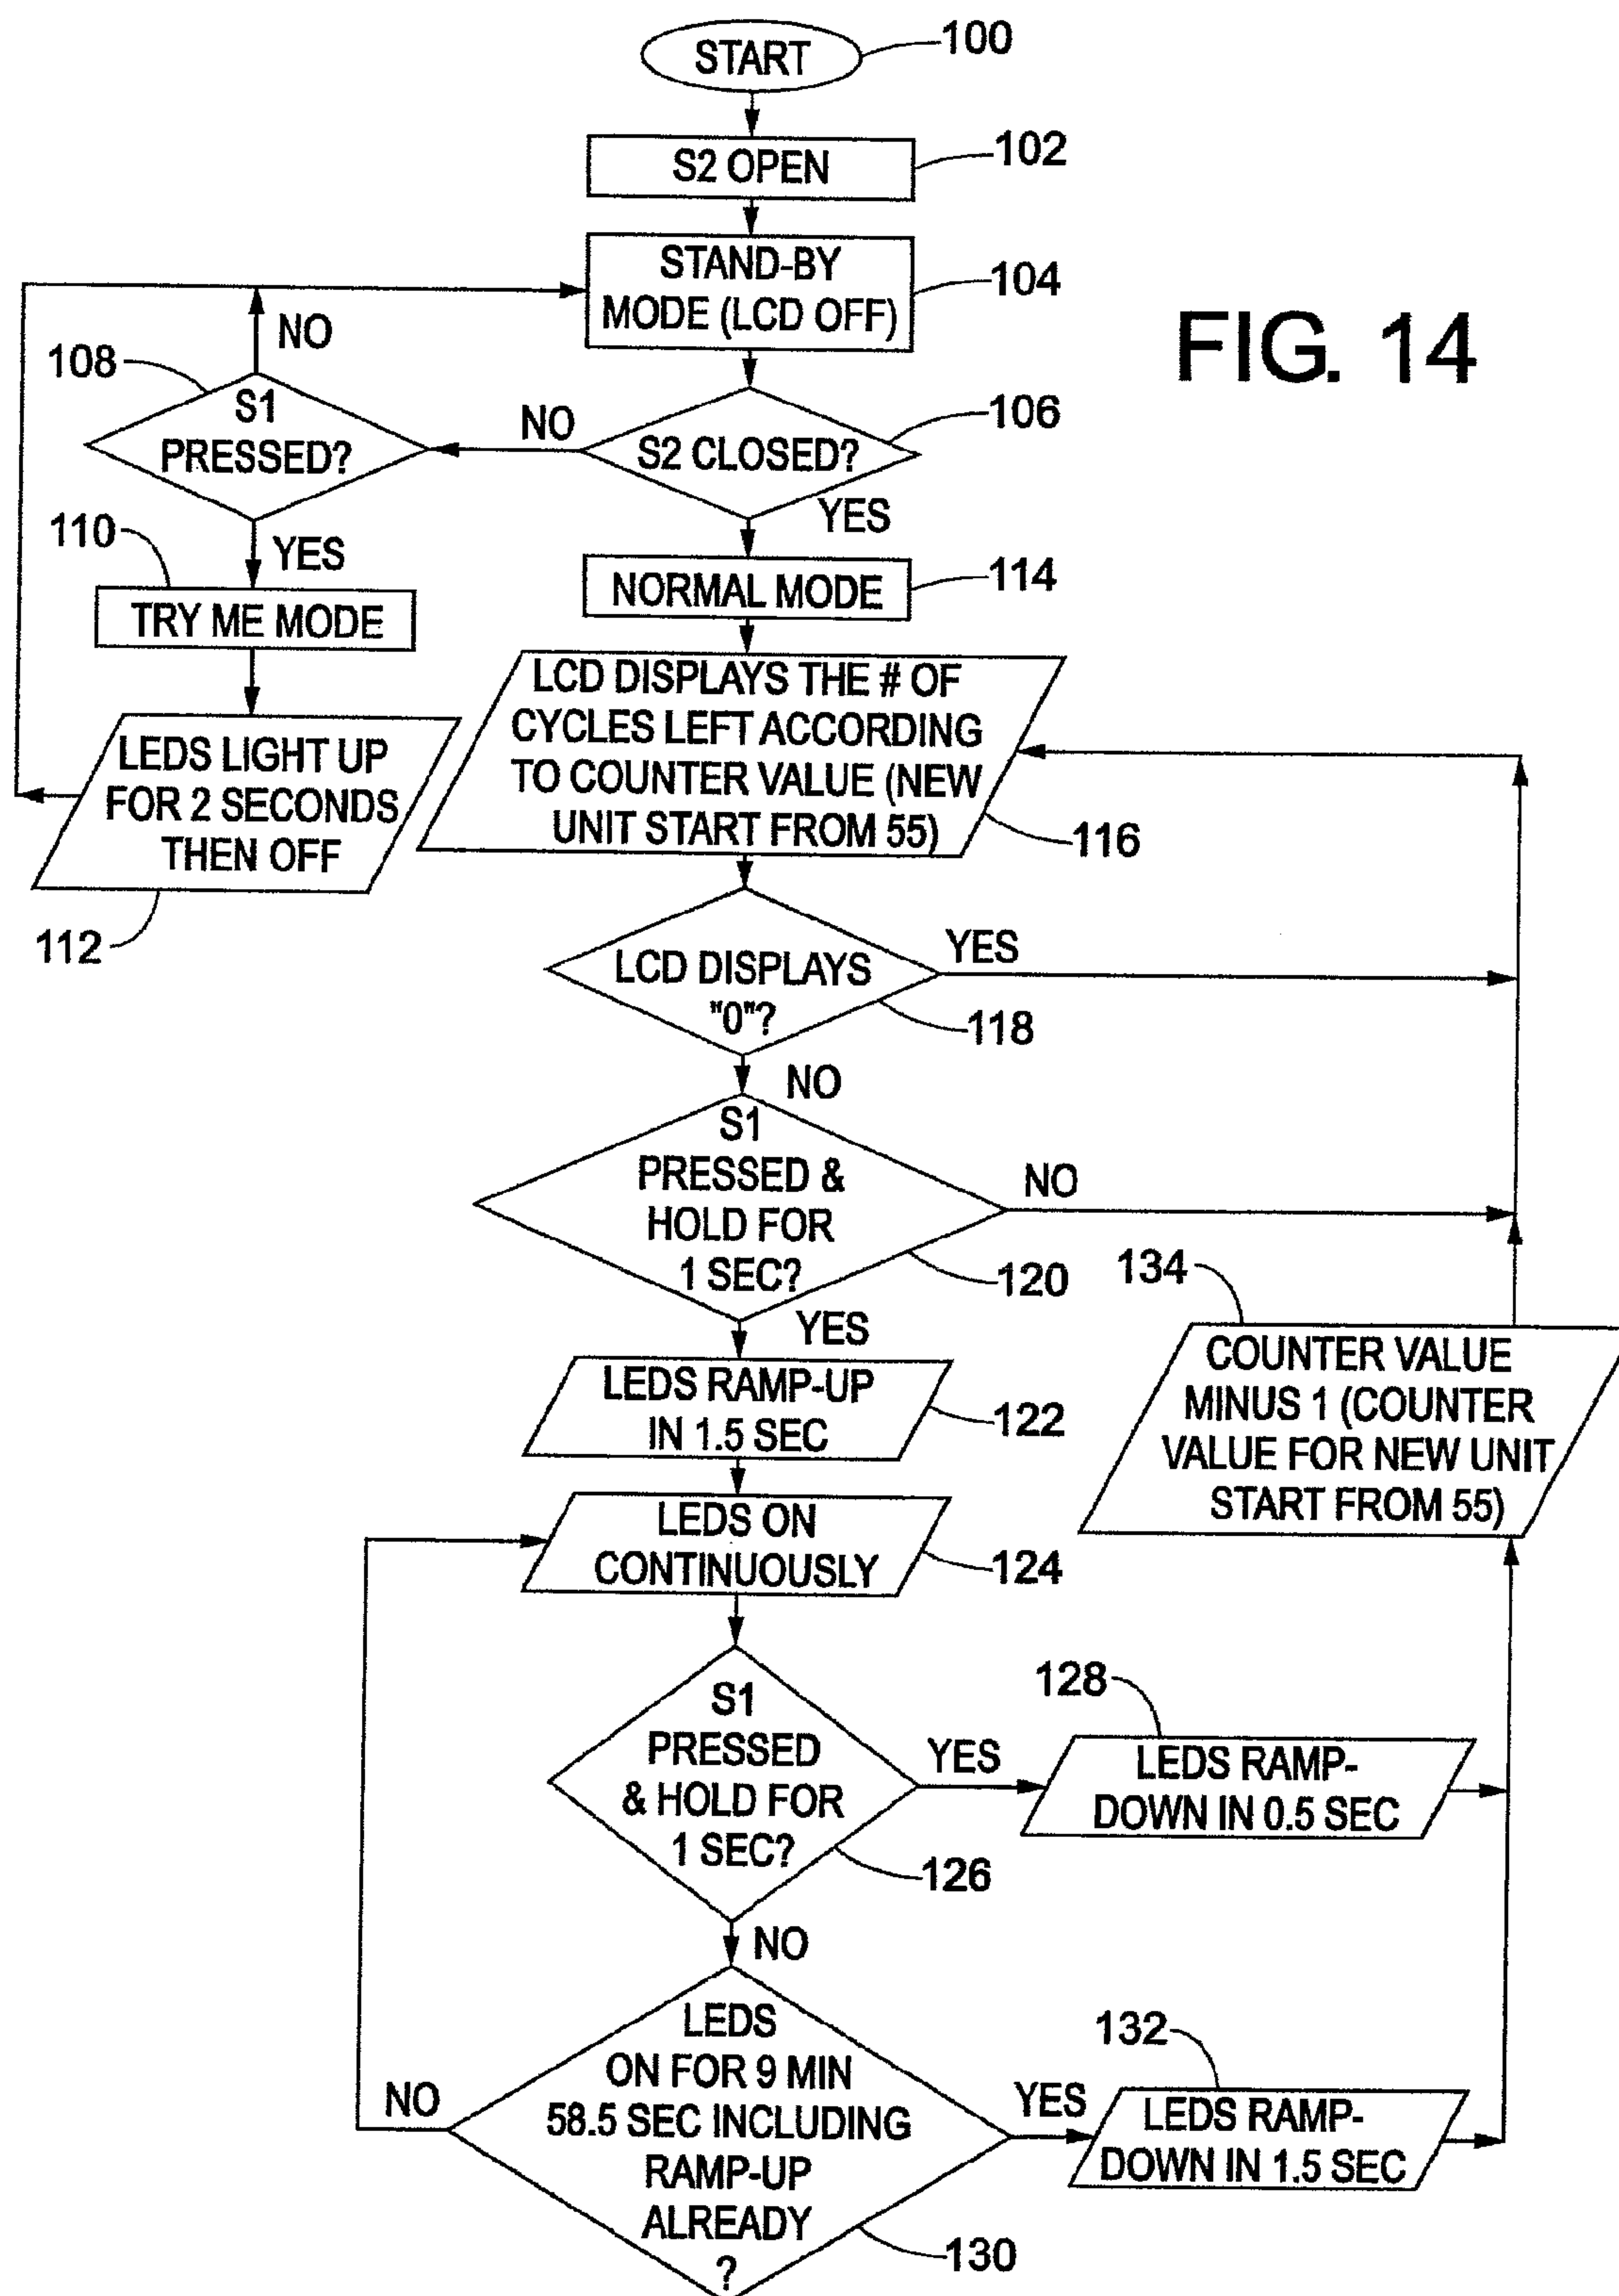 START
100
S2 OPEN
102
STAND-BY
MODE (LCD OFF)
104
FIG. 14
NO
108
S1
PRESSED?
NO
S2 CLOSED?
106
YES
110
YES
TRY ME MODE
NORMAL MODE
114
LEDS LIGHT UP
FOR 2 SECONDS
THEN OFF
112
LCD DISPLAYS THE # OF
CYCLES LEFT ACCORDING
TO COUNTER VALUE (NEW
UNIT START FROM 55)
116
LCD DISPLAYS
"0"?
YES
118
NO
S1
PRESSED &
HOLD FOR
1 SEC?
NO
120
YES
134
COUNTER VALUE
MINUS 1 (COUNTER
VALUE FOR NEW UNIT
START FROM 55)
LEDS RAMP-UP
IN 1.5 SEC
122
LEDS ON
CONTINUOUSLY
124
S1
PRESSED
& HOLD FOR
1 SEC?
YES
126
128
LEDS RAMP-
DOWN IN 0.5 SEC
NO
LEDS
ON FOR 9 MIN
58.5 SEC INCLUDING
RAMP-UP
ALREADY
?
NO
YES
130
132
LEDS RAMP-
DOWN IN 1.5 SEC